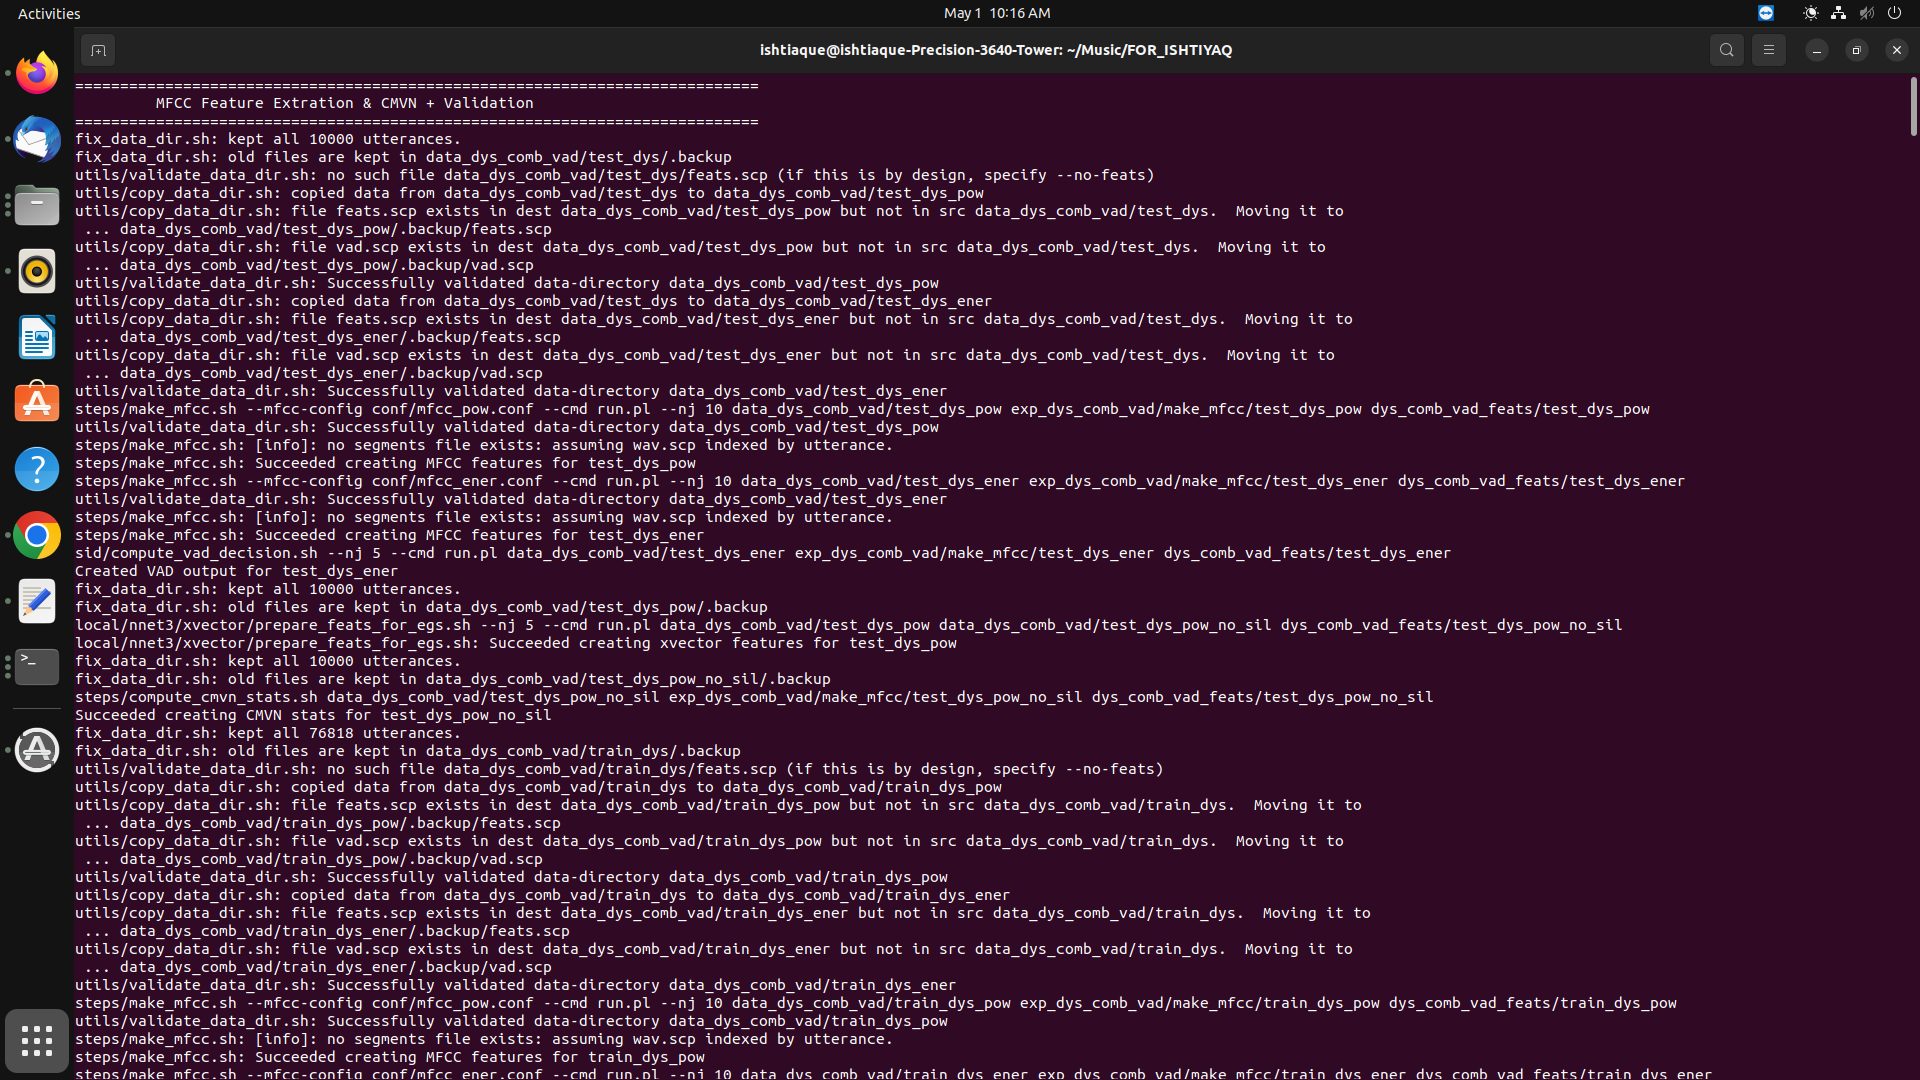 Activities
May 1 10:16 AM
ishtiaque@ishtiaque-Precision-3640-Tower: ~/Music/FOR_ISHTIYAQ
============================================================================
MFCC Feature Extration & CMVN + Validation
============================================================================
fix_data_dir.sh: kept all 10000 utterances.
fix_data_dir.sh: old files are kept in data_dys_comb_vad/test_dys/.backup
utils/validate_data_dir.sh: no such file data_dys_comb_vad/test_dys/feats.scp (if this is by design, specify --no-feats)
utils/copy_data_dir.sh: copied data from data_dys_comb_vad/test_dys to data_dys_comb_vad/test_dys_pow
utils/copy_data_dir.sh: file feats.scp exists in dest data_dys_comb_vad/test_dys_pow but not in src data_dys_comb_vad/test_dys.  Moving it to
 ... data_dys_comb_vad/test_dys_pow/.backup/feats.scp
utils/copy_data_dir.sh: file vad.scp exists in dest data_dys_comb_vad/test_dys_pow but not in src data_dys_comb_vad/test_dys.  Moving it to
 ... data_dys_comb_vad/test_dys_pow/.backup/vad.scp
utils/validate_data_dir.sh: Successfully validated data-directory data_dys_comb_vad/test_dys_pow
utils/copy_data_dir.sh: copied data from data_dys_comb_vad/test_dys to data_dys_comb_vad/test_dys_ener
utils/copy_data_dir.sh: file feats.scp exists in dest data_dys_comb_vad/test_dys_ener but not in src data_dys_comb_vad/test_dys.  Moving it to
 ... data_dys_comb_vad/test_dys_ener/.backup/feats.scp
utils/copy_data_dir.sh: file vad.scp exists in dest data_dys_comb_vad/test_dys_ener but not in src data_dys_comb_vad/test_dys.  Moving it to
 ... data_dys_comb_vad/test_dys_ener/.backup/vad.scp
utils/validate_data_dir.sh: Successfully validated data-directory data_dys_comb_vad/test_dys_ener
steps/make_mfcc.sh --mfcc-config conf/mfcc_pow.conf --cmd run.pl --nj 10 data_dys_comb_vad/test_dys_pow exp_dys_comb_vad/make_mfcc/test_dys_pow dys_comb_vad_feats/test_dys_pow
utils/validate_data_dir.sh: Successfully validated data-directory data_dys_comb_vad/test_dys_pow
steps/make_mfcc.sh: [info]: no segments file exists: assuming wav.scp indexed by utterance.
steps/make_mfcc.sh: Succeeded creating MFCC features for test_dys_pow
steps/make_mfcc.sh --mfcc-config conf/mfcc_ener.conf --cmd run.pl --nj 10 data_dys_comb_vad/test_dys_ener exp_dys_comb_vad/make_mfcc/test_dys_ener dys_comb_vad_feats/test_dys_ener
utils/validate_data_dir.sh: Successfully validated data-directory data_dys_comb_vad/test_dys_ener
steps/make_mfcc.sh: [info]: no segments file exists: assuming wav.scp indexed by utterance.
steps/make_mfcc.sh: Succeeded creating MFCC features for test_dys_ener
sid/compute_vad_decision.sh --nj 5 --cmd run.pl data_dys_comb_vad/test_dys_ener exp_dys_comb_vad/make_mfcc/test_dys_ener dys_comb_vad_feats/test_dys_ener
Created VAD output for test_dys_ener
fix_data_dir.sh: kept all 10000 utterances.
fix_data_dir.sh: old files are kept in data_dys_comb_vad/test_dys_pow/.backup
local/nnet3/xvector/prepare_feats_for_egs.sh --nj 5 --cmd run.pl data_dys_comb_vad/test_dys_pow data_dys_comb_vad/test_dys_pow_no_sil dys_comb_vad_feats/test_dys_pow_no_sil
local/nnet3/xvector/prepare_feats_for_egs.sh: Succeeded creating xvector features for test_dys_pow
fix_data_dir.sh: kept all 10000 utterances.
fix_data_dir.sh: old files are kept in data_dys_comb_vad/test_dys_pow_no_sil/.backup
steps/compute_cmvn_stats.sh data_dys_comb_vad/test_dys_pow_no_sil exp_dys_comb_vad/make_mfcc/test_dys_pow_no_sil dys_comb_vad_feats/test_dys_pow_no_sil
Succeeded creating CMVN stats for test_dys_pow_no_sil
fix_data_dir.sh: kept all 76818 utterances.
fix_data_dir.sh: old files are kept in data_dys_comb_vad/train_dys/.backup
utils/validate_data_dir.sh: no such file data_dys_comb_vad/train_dys/feats.scp (if this is by design, specify --no-feats)
utils/copy_data_dir.sh: copied data from data_dys_comb_vad/train_dys to data_dys_comb_vad/train_dys_pow
utils/copy_data_dir.sh: file feats.scp exists in dest data_dys_comb_vad/train_dys_pow but not in src data_dys_comb_vad/train_dys.  Moving it to
 ... data_dys_comb_vad/train_dys_pow/.backup/feats.scp
utils/copy_data_dir.sh: file vad.scp exists in dest data_dys_comb_vad/train_dys_pow but not in src data_dys_comb_vad/train_dys.  Moving it to
 ... data_dys_comb_vad/train_dys_pow/.backup/vad.scp
utils/validate_data_dir.sh: Successfully validated data-directory data_dys_comb_vad/train_dys_pow
utils/copy_data_dir.sh: copied data from data_dys_comb_vad/train_dys to data_dys_comb_vad/train_dys_ener
utils/copy_data_dir.sh: file feats.scp exists in dest data_dys_comb_vad/train_dys_ener but not in src data_dys_comb_vad/train_dys.  Moving it to
 ... data_dys_comb_vad/train_dys_ener/.backup/feats.scp
utils/copy_data_dir.sh: file vad.scp exists in dest data_dys_comb_vad/train_dys_ener but not in src data_dys_comb_vad/train_dys.  Moving it to
 ... data_dys_comb_vad/train_dys_ener/.backup/vad.scp
utils/validate_data_dir.sh: Successfully validated data-directory data_dys_comb_vad/train_dys_ener
steps/make_mfcc.sh --mfcc-config conf/mfcc_pow.conf --cmd run.pl --nj 10 data_dys_comb_vad/train_dys_pow exp_dys_comb_vad/make_mfcc/train_dys_pow dys_comb_vad_feats/train_dys_pow
utils/validate_data_dir.sh: Successfully validated data-directory data_dys_comb_vad/train_dys_pow
steps/make_mfcc.sh: [info]: no segments file exists: assuming wav.scp indexed by utterance.
steps/make_mfcc.sh: Succeeded creating MFCC features for train_dys_pow
steps/make_mfcc.sh --mfcc-config conf/mfcc_ener.conf --cmd run.pl --nj 10 data_dys_comb_vad/train_dys_ener exp_dys_comb_vad/make_mfcc/train_dys_ener dys_comb_vad_feats/train_dys_ener